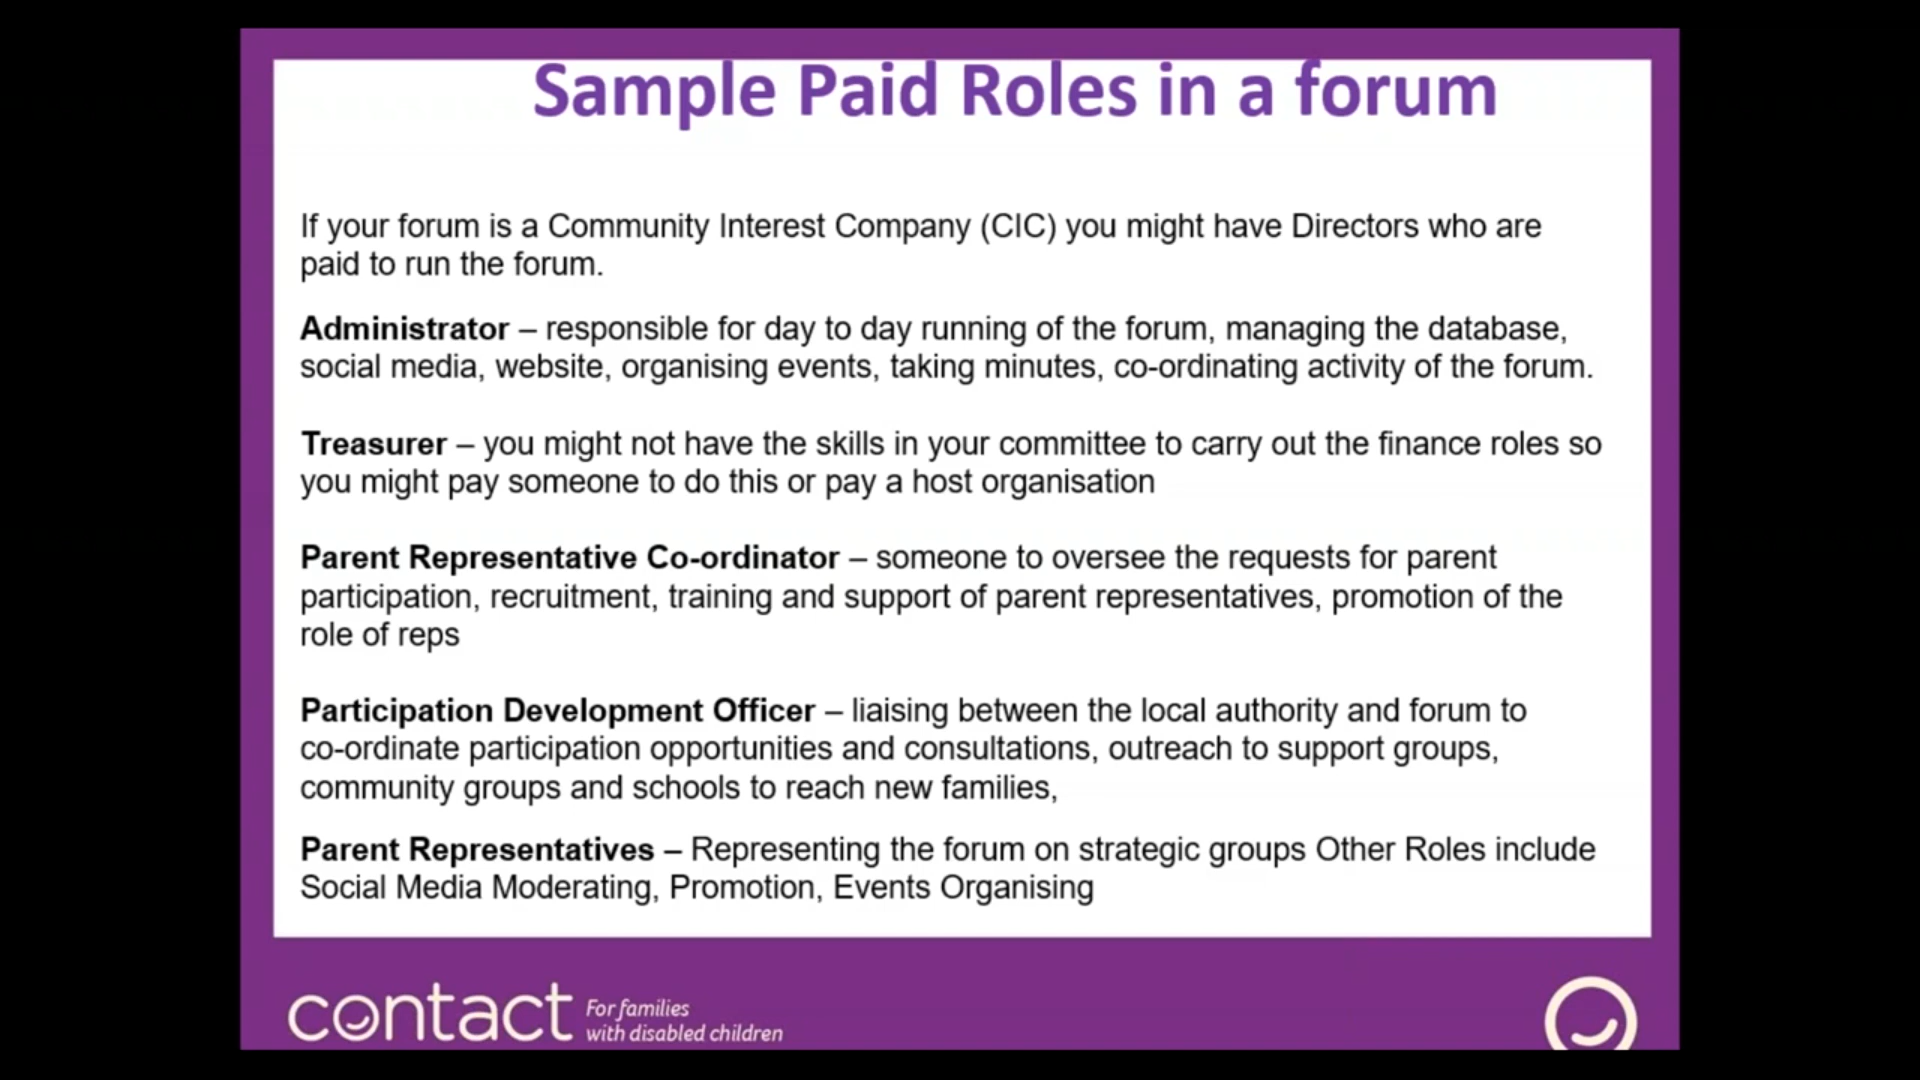 Sample Paid Roles in a forum
If your forum is a Community Interest Company (CIC) you might have Directors who are
paid to run the forum.
Administrator – responsible for day to day running of the forum, managing the database,
social media, website, organising events, taking minutes, co-ordinating activity of the forum.
Treasurer – you might not have the skills in your committee to carry out the finance roles so
you might pay someone to do this or pay a host organisation
Parent Representative Co-ordinator – someone to oversee the requests for parent
participation, recruitment, training and support of parent representatives, promotion of the
role of reps
Participation Development Officer – liaising between the local authority and forum to
co-ordinate participation opportunities and consultations, outreach to support groups,
community groups and schools to reach new families,
Parent Representatives – Representing the forum on strategic groups Other Roles include
Social Media Moderating, Promotion, Events Organising
contact
For families
with disabled children